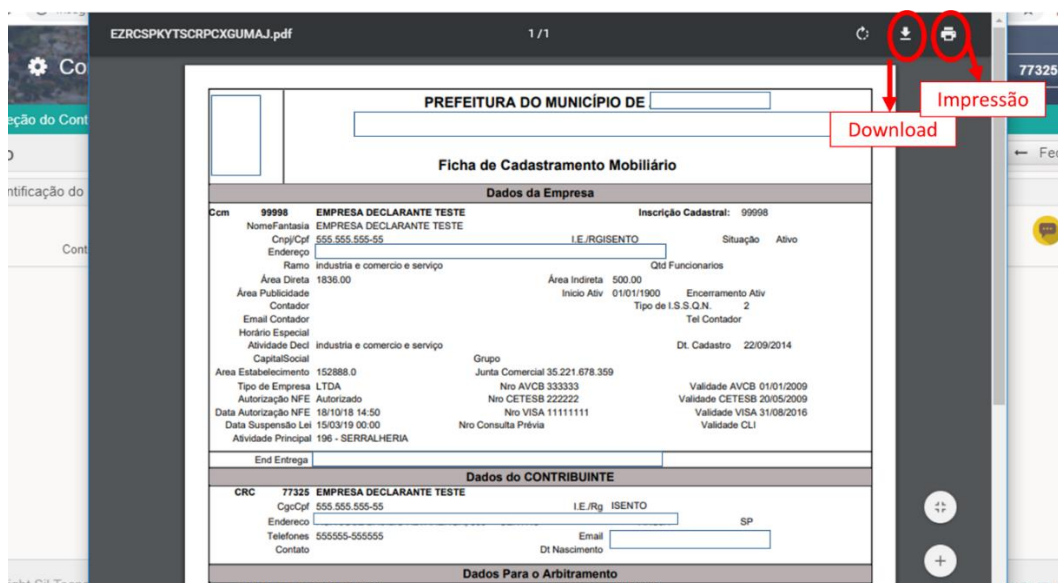 EZRCSPKYTSCRPCXGUMAJ.pdf 1 / 1
Co 77325
Impressão
eção do Cont Download
PREFEITURA DO MUNICÍPIO DE
Ficha de Cadastramento Mobiliário
ntificação do
Cont
Dados da Empresa
Ccm 99998 EMPRESA DECLARANTE TESTE Inscrição Cadastral: 99998
NomeFantasia EMPRESA DECLARANTE TESTE
Cnpj/Cpf 555.555.555-55 I.E./RGISENTO Situação Ativo
Endereço
Ramo industria e comercio e serviço Qtd Funcionarios
Área Direta 1836.00 Área Indireta 500.00
Área Publicidade Inicio Ativ 01/01/1900 Encerramento Ativ
Contador Tipo de I.S.S.Q.N. 2
Email Contador Tel Contador
Horário Especial
Atividade Decl industria e comercio e serviço Dt. Cadastro 22/09/2014
CapitalSocial Grupo
Area Estabelecimento 152888.0 Junta Comercial 35.221.678.359
Tipo de Empresa LTDA Nro AVCB 333333 Validade AVCB 01/01/2009
Autorização NFE Autorizado Nro CETESB 222222 Validade CETESB 20/05/2009
Data Autorização NFE 18/10/18 14:50 Nro VISA 11111111 Validade VISA 31/08/2016
Data Suspensão Lei 15/03/19 00:00 Nro Consulta Prévia Validade CLI
Atividade Principal 196 - SERRALHERIA
End Entrega
Dados do CONTRIBUINTE
CRC 77325 EMPRESA DECLARANTE TESTE
CgcCpf 555.555.555-55 I.E./Rg ISENTO
Endereco SP
Telefones 555555-555555 Email
Contato Dt Nascimento
Dados Para o Arbitramento